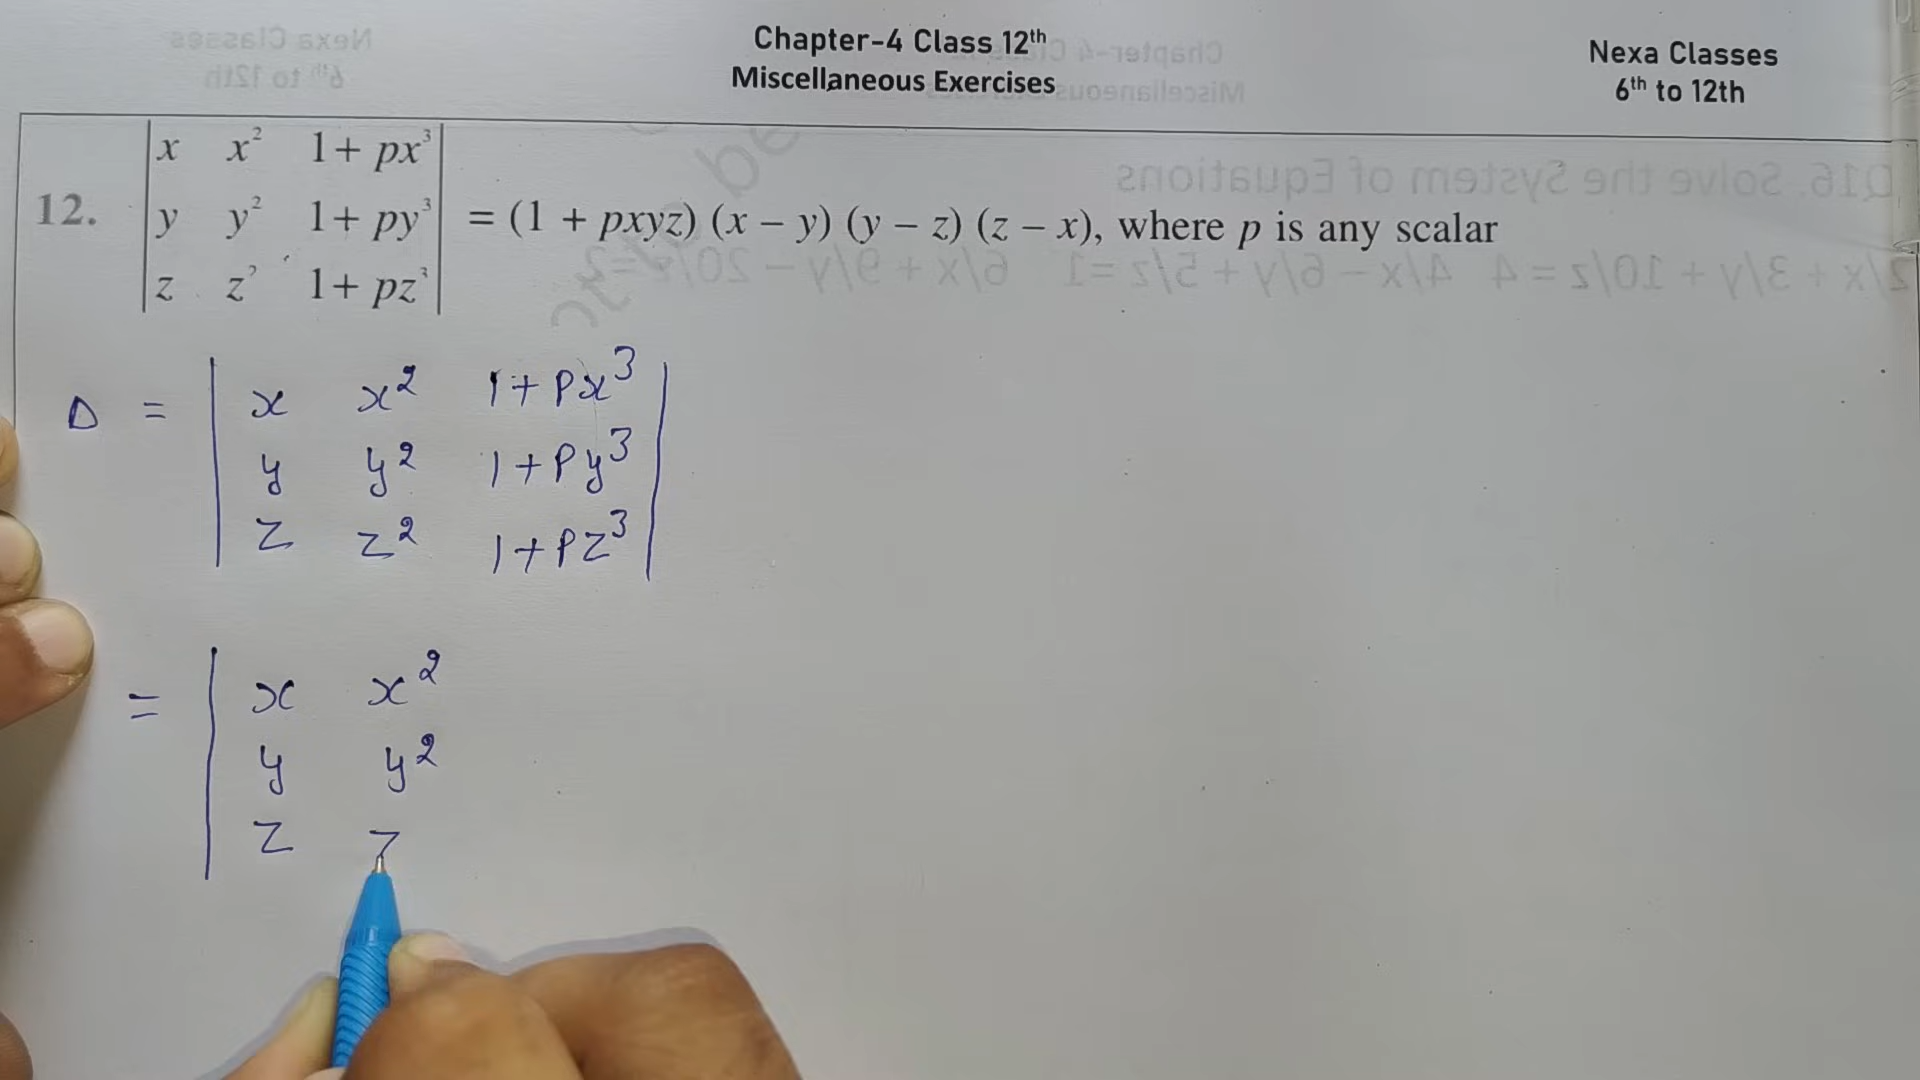 Chapter-4 Class 12th
Miscellaneous Exercises
Nexa Classes
6th to 12th
12. | x x² 1+ px³ |
| y y² 1+ py³ | = (1 + pxyz) (x – y) (y – z) (z – x), where p is any scalar
| z z² 1+ pz³ |
Δ = | x x² 1+Px³ |
| y y² 1+Py³ |
| z z² 1+Pz³ |
= | x x²
| y y²
| z z